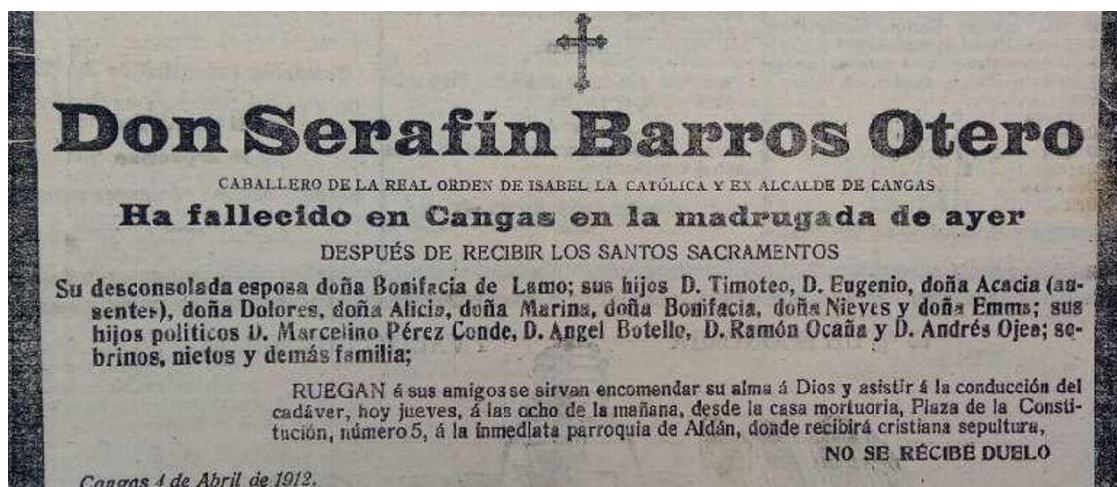 Don Serafín Barros Otero
CABALLERO DE LA REAL ORDEN DE ISABEL LA CATÓLICA Y EX ALCALDE DE CANGAS
Ha fallecido en Cangas en la madrugada de ayer
DESPUÉS DE RECIBIR LOS SANTOS SACRAMENTOS
Su desconsolada esposa doña Bonifacia de Lamo; sus hijos D. Timoteo, D. Eugenio, doña Acacia (au-
sentes), doña Dolores, doña Alicia, doña Marina, doña Bonifacia, doña Nieves y doña Emma; sus
hijos politicos D. Marcelino Pérez Conde, D. Angel Botello, D. Ramón Ocaña y D. Andrés Ojea; so-
brinos, nietos y demás familia;
RUEGAN á sus amigos se sirvan encomendar su alma á Dios y asistir á la conducción del
cadáver, hoy jueves, á las ocho de la mañana, desde la casa mortuoria, Plaza de la Consti-
tución, número 5, á la inmediata parroquia de Aldán, donde recibirá cristiana sepultura,
NO SE RECIBE DUELO
Cangas 4 de Abril de 1912.